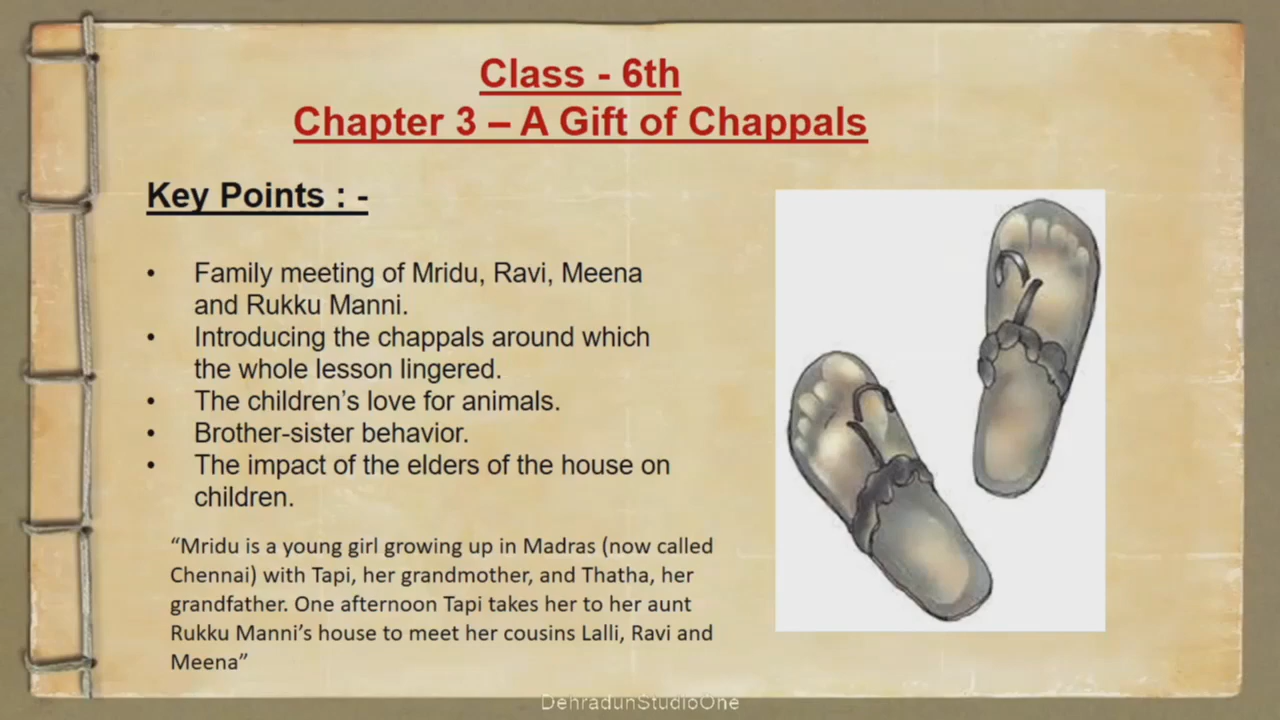 Class - 6th
Chapter 3 – A Gift of Chappals
Key Points : -
• Family meeting of Mridu, Ravi, Meena
and Rukku Manni.
• Introducing the chappals around which
the whole lesson lingered.
• The children’s love for animals.
• Brother-sister behavior.
• The impact of the elders of the house on
children.
“Mridu is a young girl growing up in Madras (now called
Chennai) with Tapi, her grandmother, and Thatha, her
grandfather. One afternoon Tapi takes her to her aunt
Rukku Manni’s house to meet her cousins Lalli, Ravi and
Meena”
DehradunStudioOne